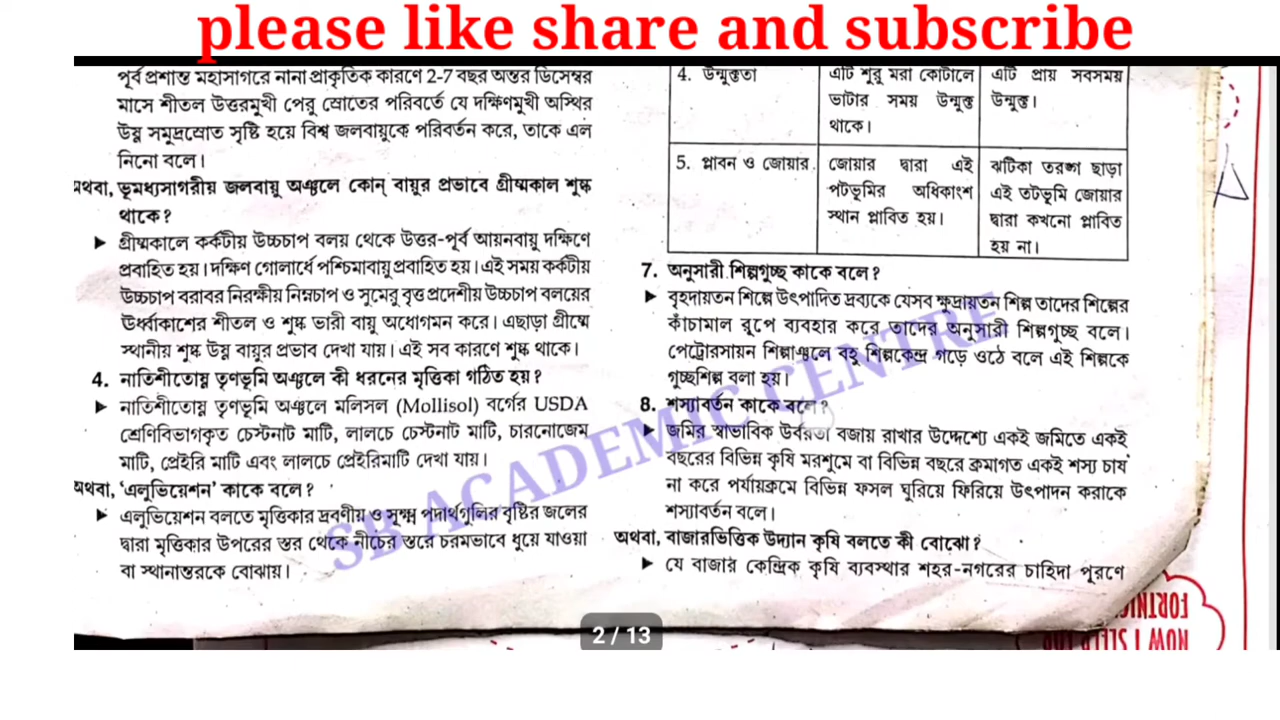 please like share and subscribe
পূর্ব প্রশান্ত মহাসাগরে নানা প্রাকৃতিক কারণে 2-7 বছর অন্তর ডিসেম্বর
মাসে শীতল উত্তরমুখী পেরু স্রোতের পরিবর্তে যে দক্ষিণমুখী অস্থির
উষ্ণ সমুদ্রস্রোত সৃষ্টি হয়ে বিশ্ব জলবায়ুকে পরিবর্তন করে, তাকে এল
নিনো বলে।
অথবা, ভূমধ্যসাগরীয় জলবায়ু অঞ্চলে কোন্ বায়ুর প্রভাবে গ্রীষ্মকাল শুষ্ক
থাকে?
▶ গ্রীষ্মকালে কর্কটীয় উচ্চচাপ বলয় থেকে উত্তর-পূর্ব আয়নবায়ু দক্ষিণে
প্রবাহিত হয়। দক্ষিণ গোলার্ধে পশ্চিমাবায়ু প্রবাহিত হয়। এই সময় কর্কটীয়
উচ্চচাপ বরাবর নিরক্ষীয় নিম্নচাপ ও সুমেরু বৃত্ত প্রদেশীয় উচ্চচাপ বলয়ের
ঊর্ধ্বাকাশের শীতল ও শুষ্ক ভারী বায়ু অধোগমন করে। এছাড়া গ্রীষ্মে
স্থানীয় শুষ্ক উষ্ণ বায়ুর প্রভাব দেখা যায়। এই সব কারণে শুষ্ক থাকে।
4. নাতিশীতোষ্ণ তৃণভূমি অঞ্চলে কী ধরনের মৃত্তিকা গঠিত হয়?
▶ নাতিশীতোষ্ণ তৃণভূমি অঞ্চলে মলিসল (Mollisol) বর্গের USDA
শ্রেণিবিভাগকৃত চেস্টনাট মাটি, লালচে চেস্টনাট মাটি, চারনোজেম
মাটি, প্রেইরি মাটি এবং লালচে প্রেইরিমাটি দেখা যায়।
অথবা, ‘এলুভিয়েশন’ কাকে বলে?
▶ এলুভিয়েশন বলতে মৃত্তিকার দ্রবণীয় ও সূক্ষ্ম পদার্থগুলির বৃষ্টির জলের
দ্বারা মৃত্তিকার উপরের স্তর থেকে নীচের স্তরে চরমভাবে ধুয়ে যাওয়া
বা স্থানান্তরকে বোঝায়।
4. উন্মুক্ততা
এটি শুধু মরা কোটালে
ভাটার সময় উন্মুক্ত
থাকে।
এটি প্রায় সবসময়
উন্মুক্ত।
5. প্লাবন ও জোয়ার
জোয়ার দ্বারা এই
পটভূমির অধিকাংশ
স্থান প্লাবিত হয়।
ঝটিকা তরঙ্গ ছাড়া
এই তটভূমি জোয়ার
দ্বারা কখনো প্লাবিত
হয় না।
7. অনুসারী শিল্পগুচ্ছ কাকে বলে?
▶ বৃহদায়তন শিল্পে উৎপাদিত দ্রব্যকে যেসব ক্ষুদ্রায়তন শিল্প তাদের শিল্পের
কাঁচামাল রূপে ব্যবহার করে তাদের অনুসারী শিল্পগুচ্ছ বলে।
পেট্রোরসায়ন শিল্পাঞ্চলে বহু শিল্পকেন্দ্র গড়ে ওঠে বলে এই শিল্পকে
গুচ্ছশিল্প বলা হয়।
8. শস্যাবর্তন কাকে বলে?
▶ জমির স্বাভাবিক উর্বরতা বজায় রাখার উদ্দেশ্যে একই জমিতে একই
বছরের বিভিন্ন কৃষি মরশুমে বা বিভিন্ন বছরে ক্রমাগত একই শস্য চাষ
না করে পর্যায়ক্রমে বিভিন্ন ফসল ঘুরিয়ে ফিরিয়ে উৎপাদন করাকে
শস্যাবর্তন বলে।
অথবা, বাজারভিত্তিক উদ্যান কৃষি বলতে কী বোঝো?
▶ যে বাজার কেন্দ্রিক কৃষি ব্যবস্থার শহর-নগরের চাহিদা পূরণে
SB ACADEMIC CENTRE
2 / 13